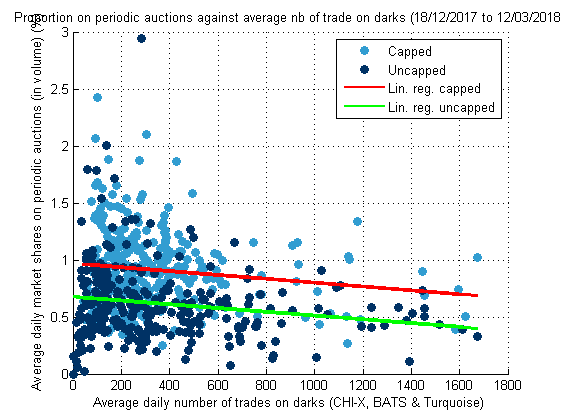 Proportion on periodic auctions against average nb of trade on darks (18/12/2017 to 12/03/2018
Average daily market shares on periodic auctions (in volume) (%)
3
2.5
2
1.5
1
0.5
0
Capped
Uncapped
Lin. reg. capped
Lin. reg. uncapped
0 200 400 600 800 1000 1200 1400 1600 1800
Average daily number of trades on darks (CHI-X, BATS & Turquoise)